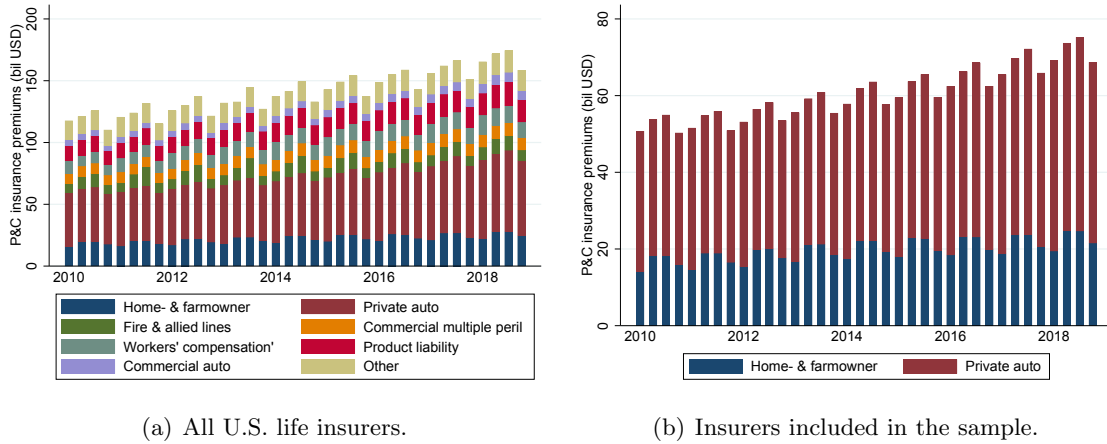 P&C insurance premiums (bil USD)
200
150
100
50
0
2010 2012 2014 2016 2018
Home- & farmowner Private auto
Fire & allied lines Commercial multiple peril
Workers' compensation' Product liability
Commercial auto Other
(a) All U.S. life insurers.
P&C insurance premiums (bil USD)
80
60
40
20
0
2010 2012 2014 2016 2018
Home- & farmowner Private auto
(b) Insurers included in the sample.